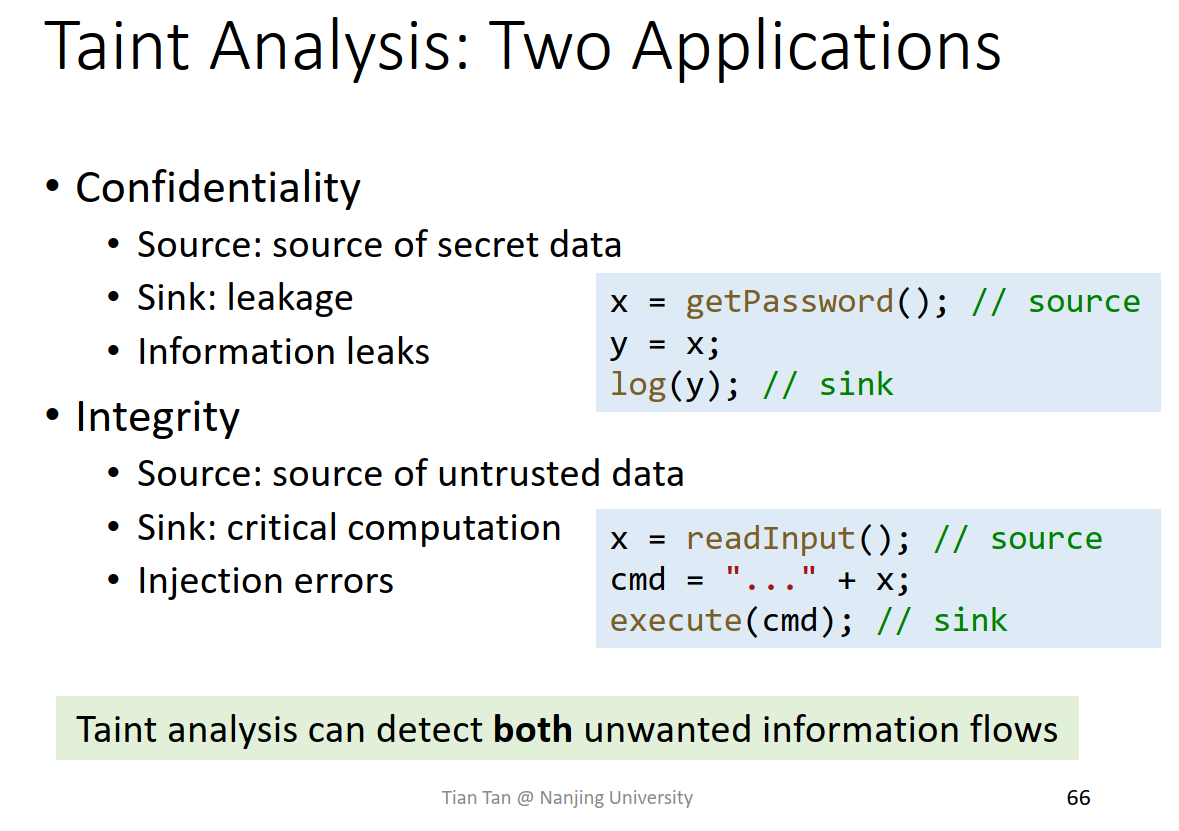 Taint Analysis: Two Applications
• Confidentiality
• Source: source of secret data
• Sink: leakage
• Information leaks
x = getPassword(); // source
y = x;
log(y); // sink
• Integrity
• Source: source of untrusted data
• Sink: critical computation
• Injection errors
x = readInput(); // source
cmd = "..." + x;
execute(cmd); // sink
Taint analysis can detect both unwanted information flows
Tian Tan @ Nanjing University
66